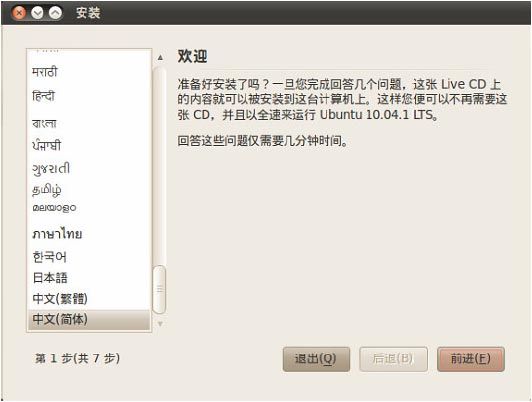 安装
मराठी
हिन्दी
বাংলা
ਪੰਜਾਬੀ
ગુજરાતી
தமிழ்
മലയാളം
ภาษาไทย
한국어
日本語
中文(繁體)
中文(简体)
欢迎
准备好安装了吗？一旦您完成回答几个问题，这张 Live CD 上
的内容就可以被安装到这台计算机上。这样您便可以不再需要这
张 CD，并且以全速来运行 Ubuntu 10.04.1 LTS。
回答这些问题仅需要几分钟时间。
第 1 步(共 7 步)
退出(Q)
后退(B)
前进(F)